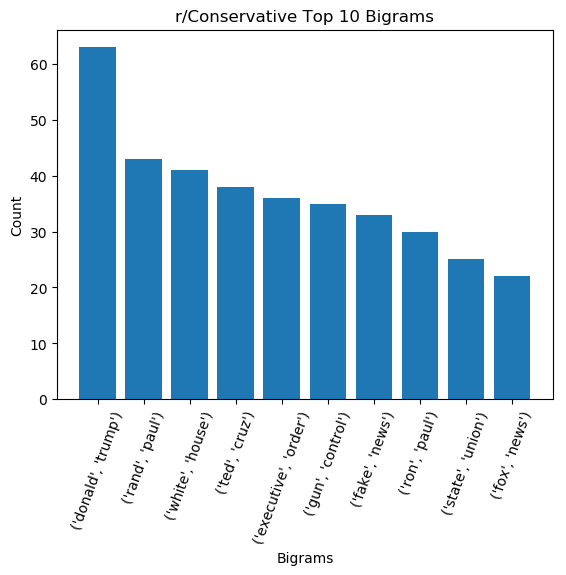 r/Conservative Top 10 Bigrams
60
50
40
30
20
10
0
Count
('donald', 'trump')
('rand', 'paul')
('white', 'house')
('ted', 'cruz')
('executive', 'order')
('gun', 'control')
('fake', 'news')
('ron', 'paul')
('state', 'union')
('fox', 'news')
Bigrams